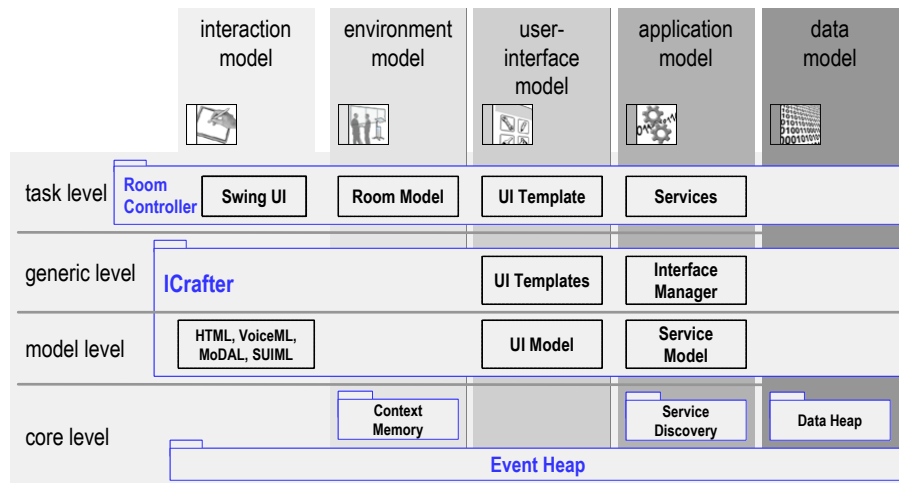 interaction
model
environment
model
user-
interface
model
application
model
data
model
task level
Room
Controller
Swing UI
Room Model
UI Template
Services
generic level
ICrafter
UI Templates
Interface
Manager
model level
HTML, VoiceML,
MoDAL, SUIML
UI Model
Service
Model
core level
Context
Memory
Service
Discovery
Data Heap
Event Heap